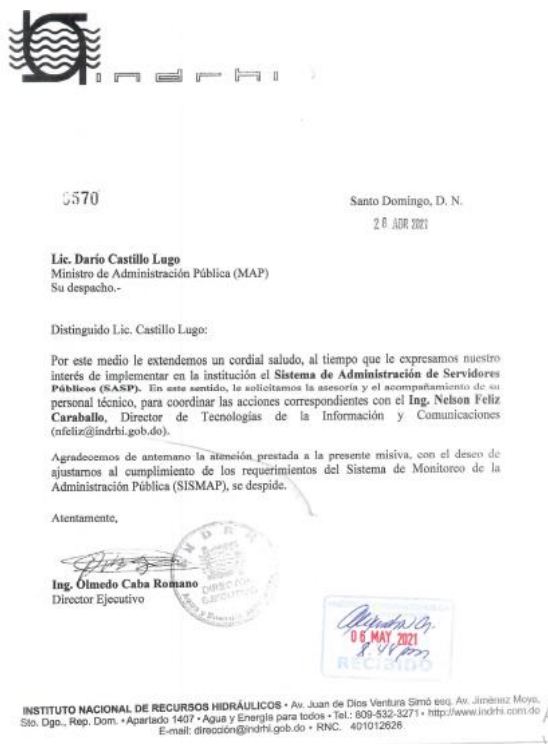 indrhi
0570
Santo Domingo, D. N.
26 ABR 2021
Lic. Darío Castillo Lugo
Ministro de Administración Pública (MAP)
Su despacho.-
Distinguido Lic. Castillo Lugo:
Por este medio le extendemos un cordial saludo, al tiempo que le expresamos nuestro
interés de implementar en la institución el Sistema de Administración de Servidores
Públicos (SASP). En este sentido, le solicitamos la asesoría y el acompañamiento de su
personal técnico, para coordinar las acciones correspondientes con el Ing. Nelson Feliz
Caraballo, Director de Tecnologías de la Información y Comunicaciones
(nfeliz@indrhi.gob.do).
Agradecemos de antemano la atención prestada a la presente misiva, con el deseo de
ajustarnos al cumplimiento de los requerimientos del Sistema de Monitoreo de la
Administración Pública (SISMAP), se despide.
Atentamente,
INDRHI
DIRECCION
EJECUTIVO
Ing. Olmedo Caba Romano
Director Ejecutivo
06 MAY 2021
8:44 pm
RECIBIDO
INSTITUTO NACIONAL DE RECURSOS HIDRÁULICOS • Av. Juan de Dios Ventura Simó esq. Av. Jiménez Moya,
Sto. Dgo., Rep. Dom. • Apartado 1407 • Agua y Energía para todos • Tel.: 809-532-3271 • http://www.indrhi.com.do
E-mail: dirección@indrhi.gob.do • RNC. 401012626